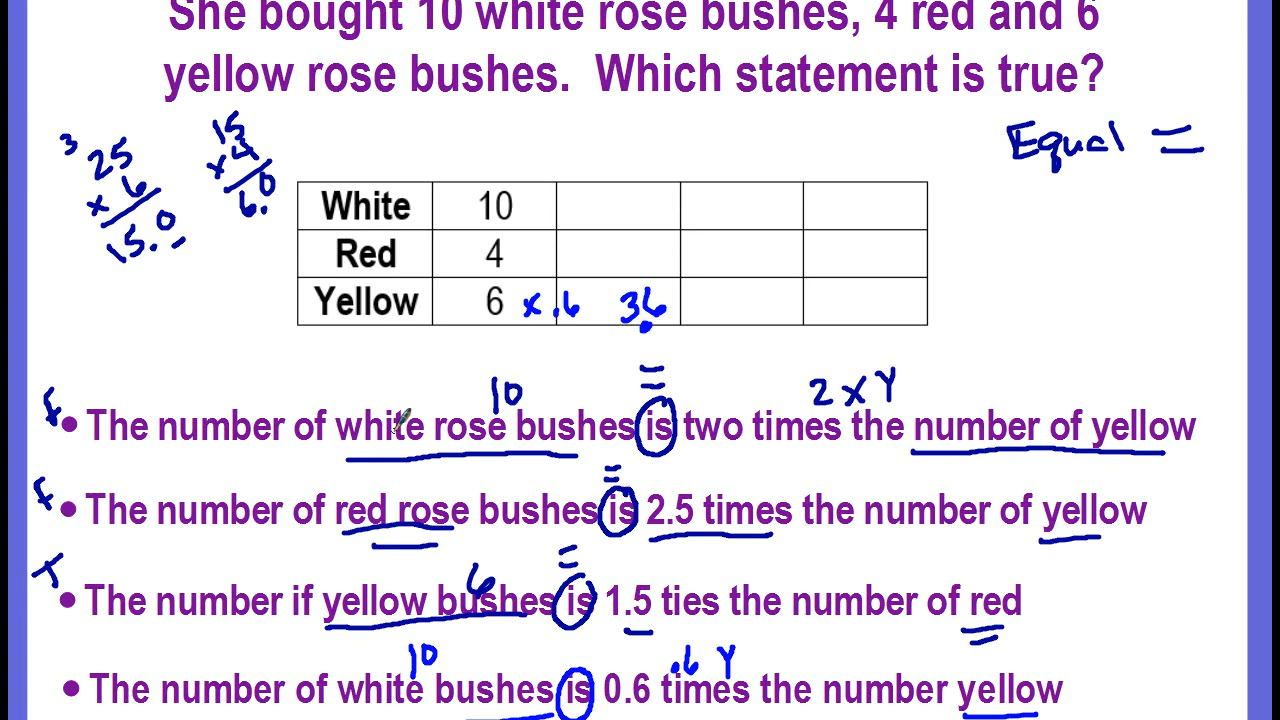 She bought 10 white rose bushes, 4 red and 6
yellow rose bushes. Which statement is true?
Equal =
3
25
x 6
15.0
15
x 4
6.0
White 10
Red 4
Yellow 6 x .6 36.
10 = 2 x Y
f • The number of white rose bushes is two times the number of yellow
=
f • The number of red rose bushes is 2.5 times the number of yellow
6 =
T • The number if yellow bushes is 1.5 ties the number of red
10 .6 Y
• The number of white bushes is 0.6 times the number yellow